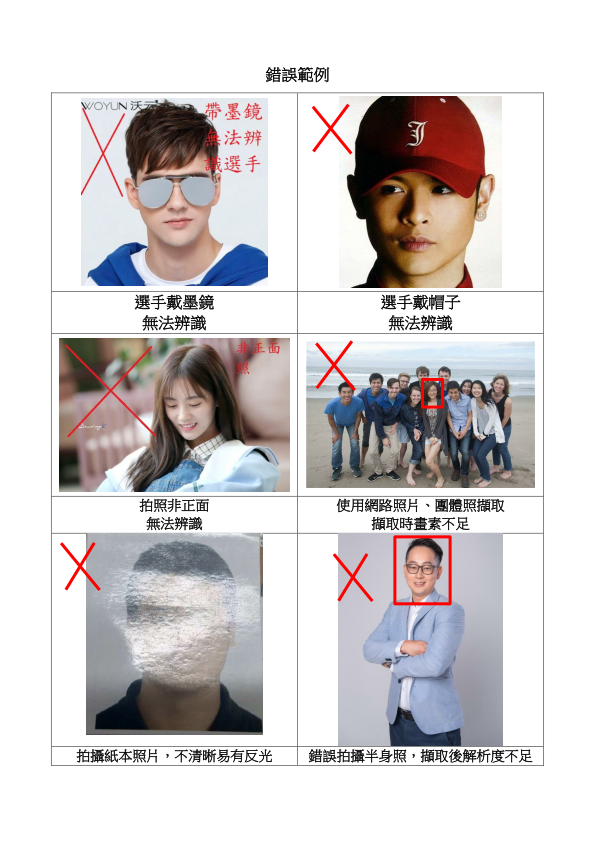 錯誤範例
WOYUN 沃云
帶墨鏡
無法辨
識選手
J
選手戴墨鏡
無法辨識
選手戴帽子
無法辨識
非正面
照
拍照非正面
無法辨識
使用網路照片、團體照擷取
擷取時畫素不足
拍攝紙本照片，不清晰易有反光
錯誤拍攝半身照，擷取後解析度不足